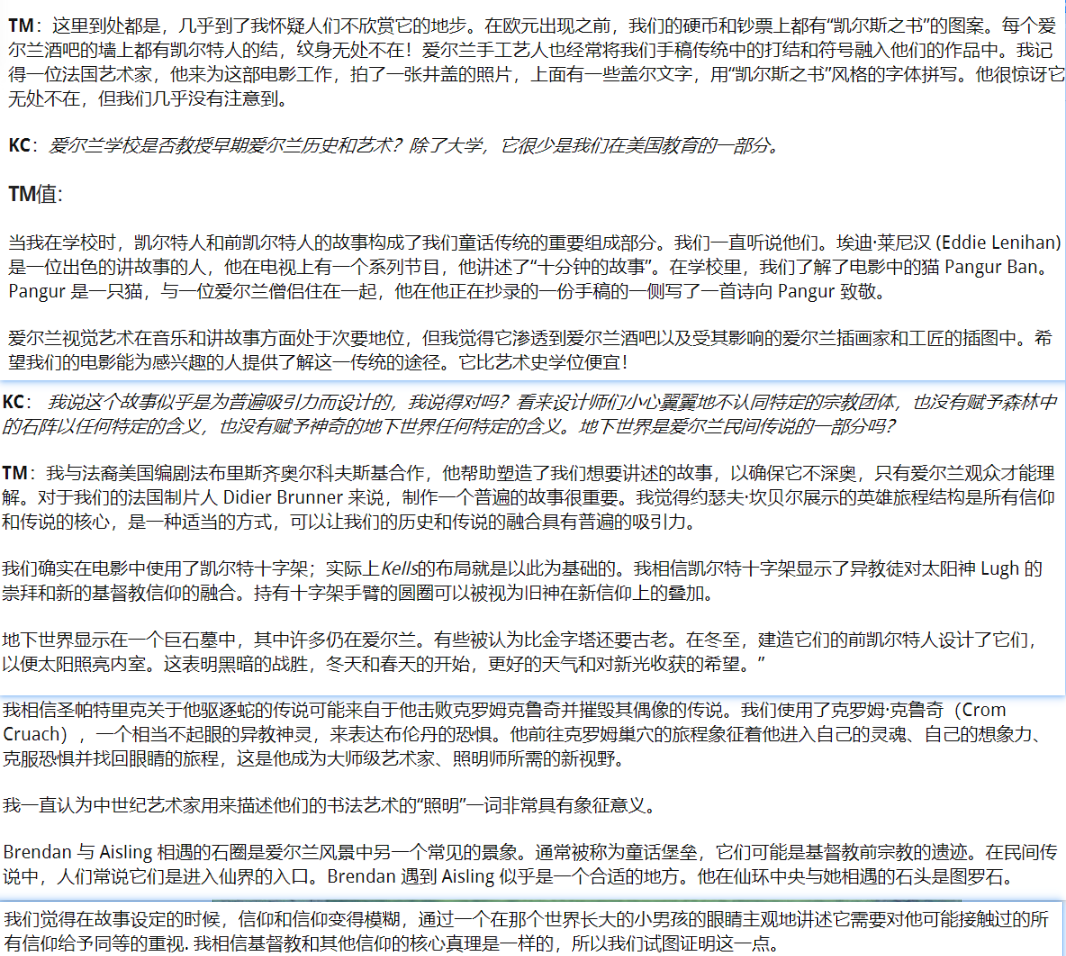 TM：这里到处都是，几乎到了我怀疑人们不欣赏它的地步。在欧元出现之前，我们的硬币和钞票上都有“凯尔斯之书”的图案。每个爱
尔兰酒吧的墙上都有凯尔特人的结，纹身无处不在！爱尔兰手工艺人也经常将我们手稿传统中的打结和符号融入他们的作品中。我记
得一位法国艺术家，他来为这部电影工作，拍了一张井盖的照片，上面有一些盖尔文字，用“凯尔斯之书”风格的字体拼写。他很惊讶它
无处不在，但我们几乎没有注意到。
KC：爱尔兰学校是否教授早期爱尔兰历史和艺术？除了大学，它很少是我们在美国教育的一部分。
TM值:
当我在学校时，凯尔特人和前凯尔特人的故事构成了我们童话传统的重要组成部分。我们一直听说他们。埃迪·莱尼汉 (Eddie Lenihan)
是一位出色的讲故事的人，他在电视上有一个系列节目，他讲述了“十分钟的故事”。在学校里，我们了解了电影中的猫 Pangur Ban。
Pangur 是一只猫，与一位爱尔兰僧侣住在一起，他在他正在抄录的一份手稿的一侧写了一首诗向 Pangur 致敬。
爱尔兰视觉艺术在音乐和讲故事方面处于次要地位，但我觉得它渗透到爱尔兰酒吧以及受其影响的爱尔兰插画家和工匠的插图中。希
望我们的电影能为感兴趣的人提供了解这一传统的途径。它比艺术史学位便宜！
KC： 我说这个故事似乎是为普遍吸引力而设计的，我说得对吗？看来设计师们小心翼翼地不认同特定的宗教团体，也没有赋予森林中
的石阵以任何特定的含义，也没有赋予神奇的地下世界任何特定的含义。地下世界是爱尔兰民间传说的一部分吗？
TM：我与法裔美国编剧法布里斯齐奥尔科夫斯基合作，他帮助塑造了我们想要讲述的故事，以确保它不深奥，只有爱尔兰观众才能理
解。对于我们的法国制片人 Didier Brunner 来说，制作一个普遍的故事很重要。我觉得约瑟夫·坎贝尔展示的英雄旅程结构是所有信仰
和传说的核心，是一种适当的方式，可以让我们的历史和传说的融合具有普遍的吸引力。
我们确实在电影中使用了凯尔特十字架；实际上Kells的布局就是以此为基础的。我相信凯尔特十字架显示了异教徒对太阳神 Lugh 的
崇拜和新的基督教信仰的融合。持有十字架手臂的圆圈可以被视为旧神在新信仰上的叠加。
地下世界显示在一个巨石墓中，其中许多仍在爱尔兰。有些被认为比金字塔还要古老。在冬至，建造它们的前凯尔特人设计了它们，
以便太阳照亮内室。这表明黑暗的战胜，冬天和春天的开始，更好的天气和对新光收获的希望。”
我相信圣帕特里克关于他驱逐蛇的传说可能来自于他击败克罗姆克鲁奇并摧毁其偶像的传说。我们使用了克罗姆·克鲁奇（Crom
Cruach），一个相当不起眼的异教神灵，来表达布伦丹的恐惧。他前往克罗姆巢穴的旅程象征着他进入自己的灵魂、自己的想象力、
克服恐惧并找回眼睛的旅程，这是他成为大师级艺术家、照明师所需的新视野。
我一直认为中世纪艺术家用来描述他们的书法艺术的“照明”一词非常具有象征意义。
Brendan 与 Aisling 相遇的石圈是爱尔兰风景中另一个常见的景象。通常被称为童话堡垒，它们可能是基督教前宗教的遗迹。在民间传
说中，人们常说它们是进入仙界的入口。Brendan 遇到 Aisling 似乎是一个合适的地方。他在仙环中央与她相遇的石头是图罗石。
我们觉得在故事设定的时候，信仰和信仰变得模糊，通过一个在那个世界长大的小男孩的眼睛主观地讲述它需要对他可能接触过的所
有信仰给予同等的重视. 我相信基督教和其他信仰的核心真理是一样的，所以我们试图证明这一点。